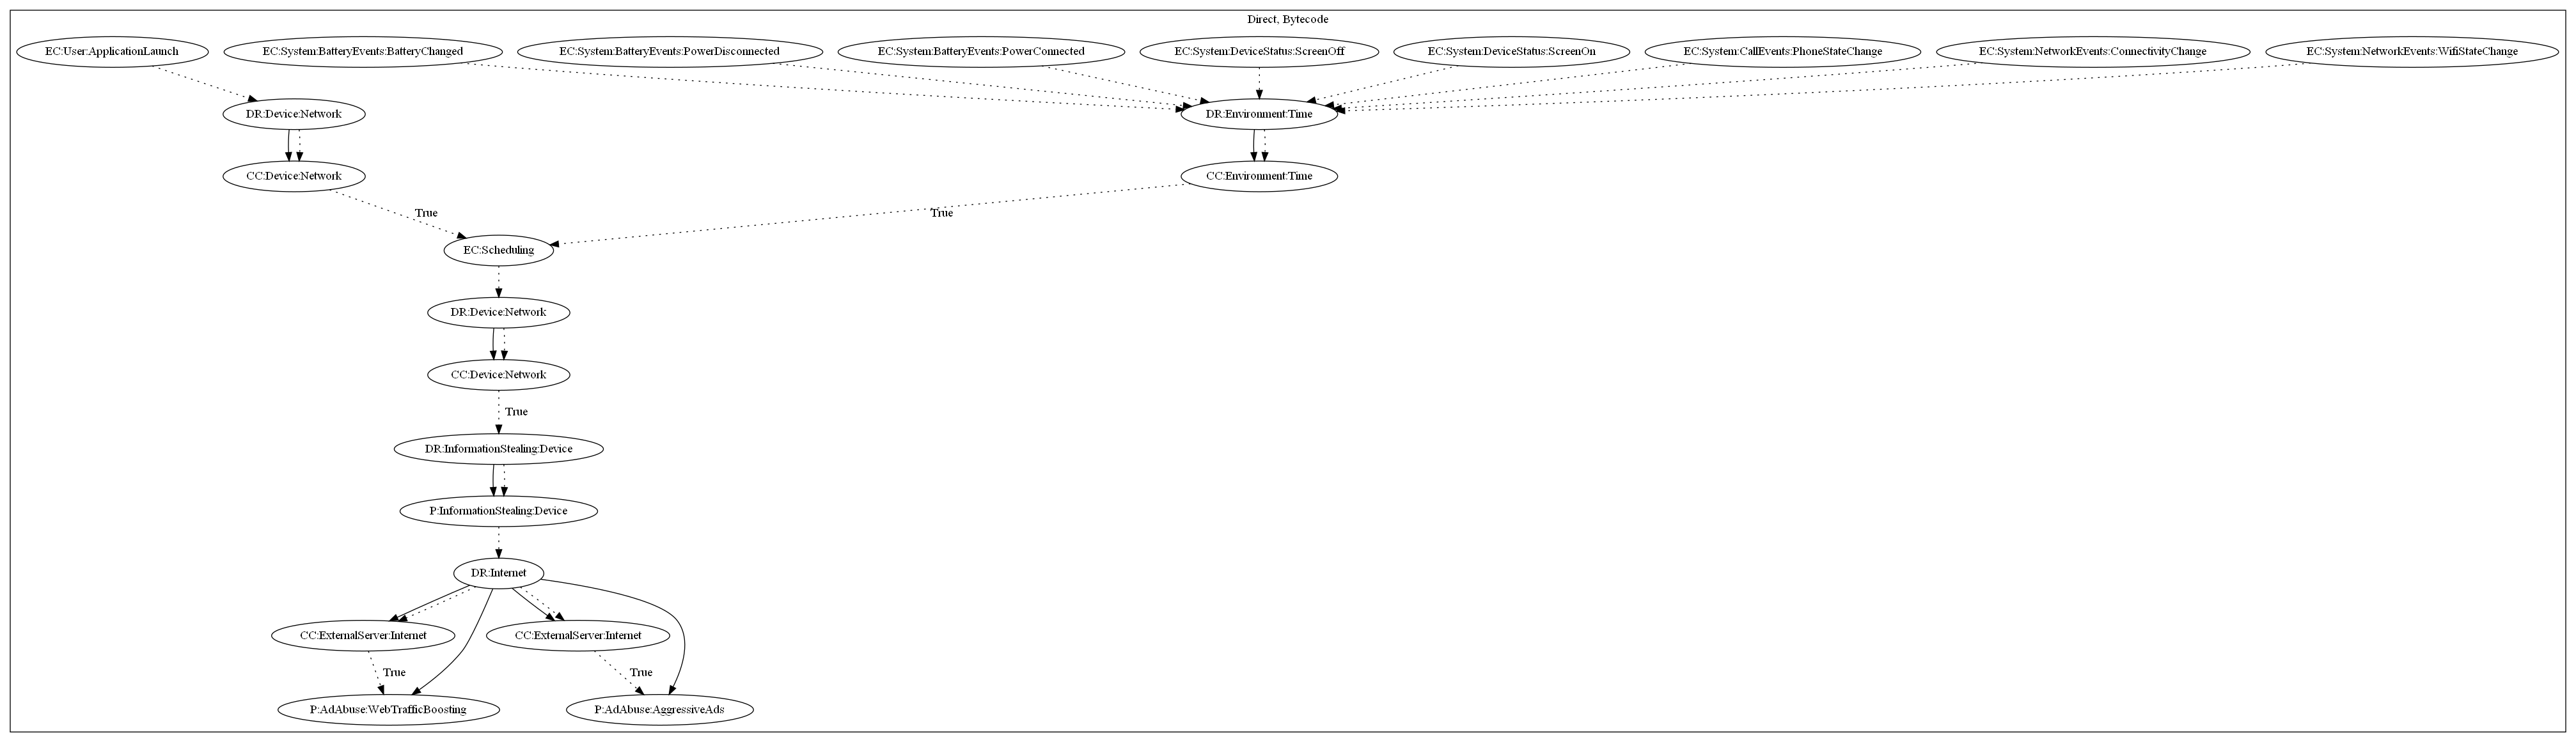 Direct, Bytecode
EC:User:ApplicationLaunch
EC:System:BatteryEvents:BatteryChanged
EC:System:BatteryEvents:PowerDisconnected
EC:System:BatteryEvents:PowerConnected
EC:System:DeviceStatus:ScreenOff
EC:System:DeviceStatus:ScreenOn
EC:System:CallEvents:PhoneStateChange
EC:System:NetworkEvents:ConnectivityChange
EC:System:NetworkEvents:WifiStateChange
DR:Device:Network
DR:Environment:Time
CC:Device:Network
CC:Environment:Time
True
True
EC:Scheduling
DR:Device:Network
CC:Device:Network
True
DR:InformationStealing:Device
P:InformationStealing:Device
DR:Internet
CC:ExternalServer:Internet
CC:ExternalServer:Internet
True
True
P:AdAbuse:WebTrafficBoosting
P:AdAbuse:AggressiveAds